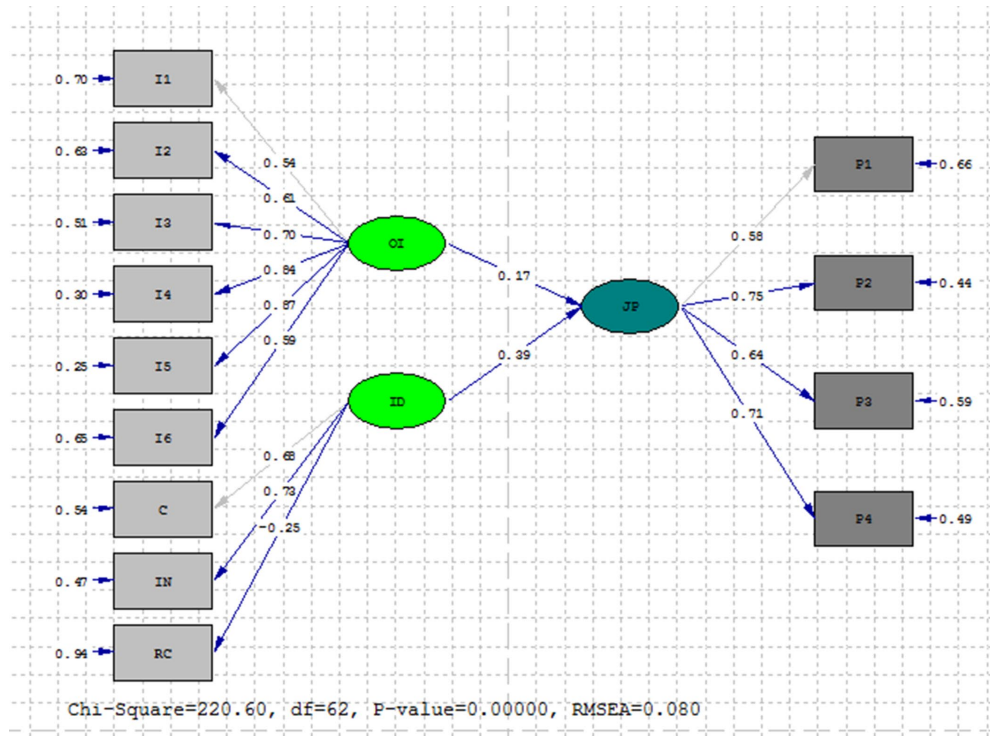 0.70 I1
0.63 I2
0.51 I3
0.30 I4
0.25 I5
0.65 I6
0.54 C
0.47 IN
0.94 RC
0.54
0.61
0.70
0.84
0.87
0.59
OI
ID
0.68
0.73
-0.25
0.17
0.39
JP
0.58
0.75
0.64
0.71
P1 0.66
P2 0.44
P3 0.59
P4 0.49
Chi-Square=220.60, df=62, P-value=0.00000, RMSEA=0.080